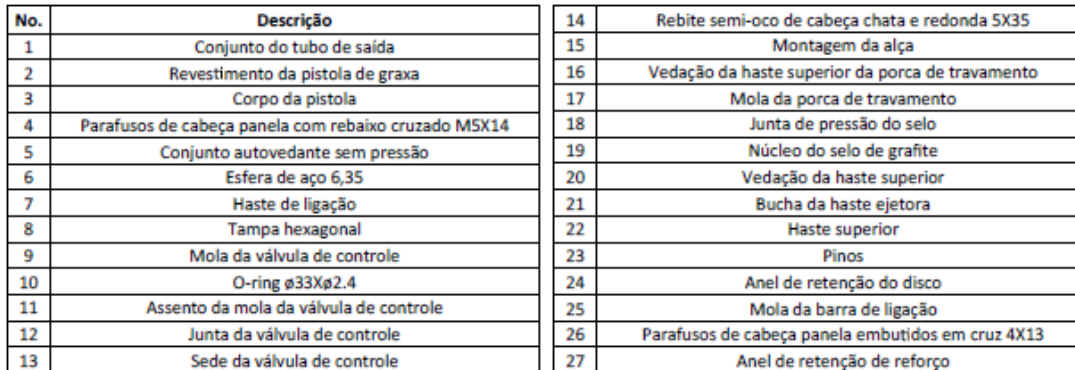 No. Descrição
1 Conjunto do tubo de saída
2 Revestimento da pistola de graxa
3 Corpo da pistola
4 Parafusos de cabeça panela com rebaixo cruzado M5X14
5 Conjunto autovedante sem pressão
6 Esfera de aço 6,35
7 Haste de ligação
8 Tampa hexagonal
9 Mola da válvula de controle
10 O-ring ø33Xø2.4
11 Assento da mola da válvula de controle
12 Junta da válvula de controle
13 Sede da válvula de controle
14 Rebite semi-oco de cabeça chata e redonda 5X35
15 Montagem da alça
16 Vedação da haste superior da porca de travamento
17 Mola da porca de travamento
18 Junta de pressão do selo
19 Núcleo do selo de grafite
20 Vedação da haste superior
21 Bucha da haste ejetora
22 Haste superior
23 Pinos
24 Anel de retenção do disco
25 Mola da barra de ligação
26 Parafusos de cabeça panela embutidos em cruz 4X13
27 Anel de retenção de reforço